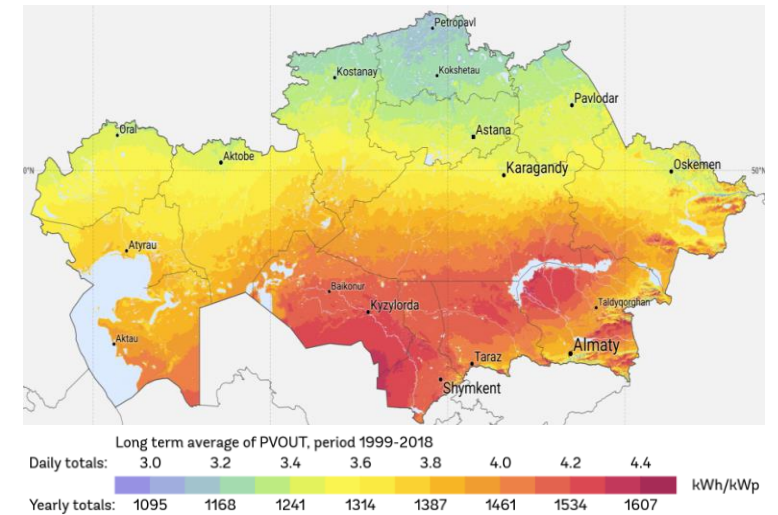 Petropavl
Kostanay
Kokshetau
Pavlodar
Oral
Astana
Aktobe
Karagandy
Oskemen
0°N
50°N
Atyrau
Baikonur
Kyzylorda
Taldyqorghan
Aktau
Almaty
Taraz
Shymkent
Long term average of PVOUT, period 1999-2018
Daily totals: 3.0 3.2 3.4 3.6 3.8 4.0 4.2 4.4
kWh/kWp
Yearly totals: 1095 1168 1241 1314 1387 1461 1534 1607